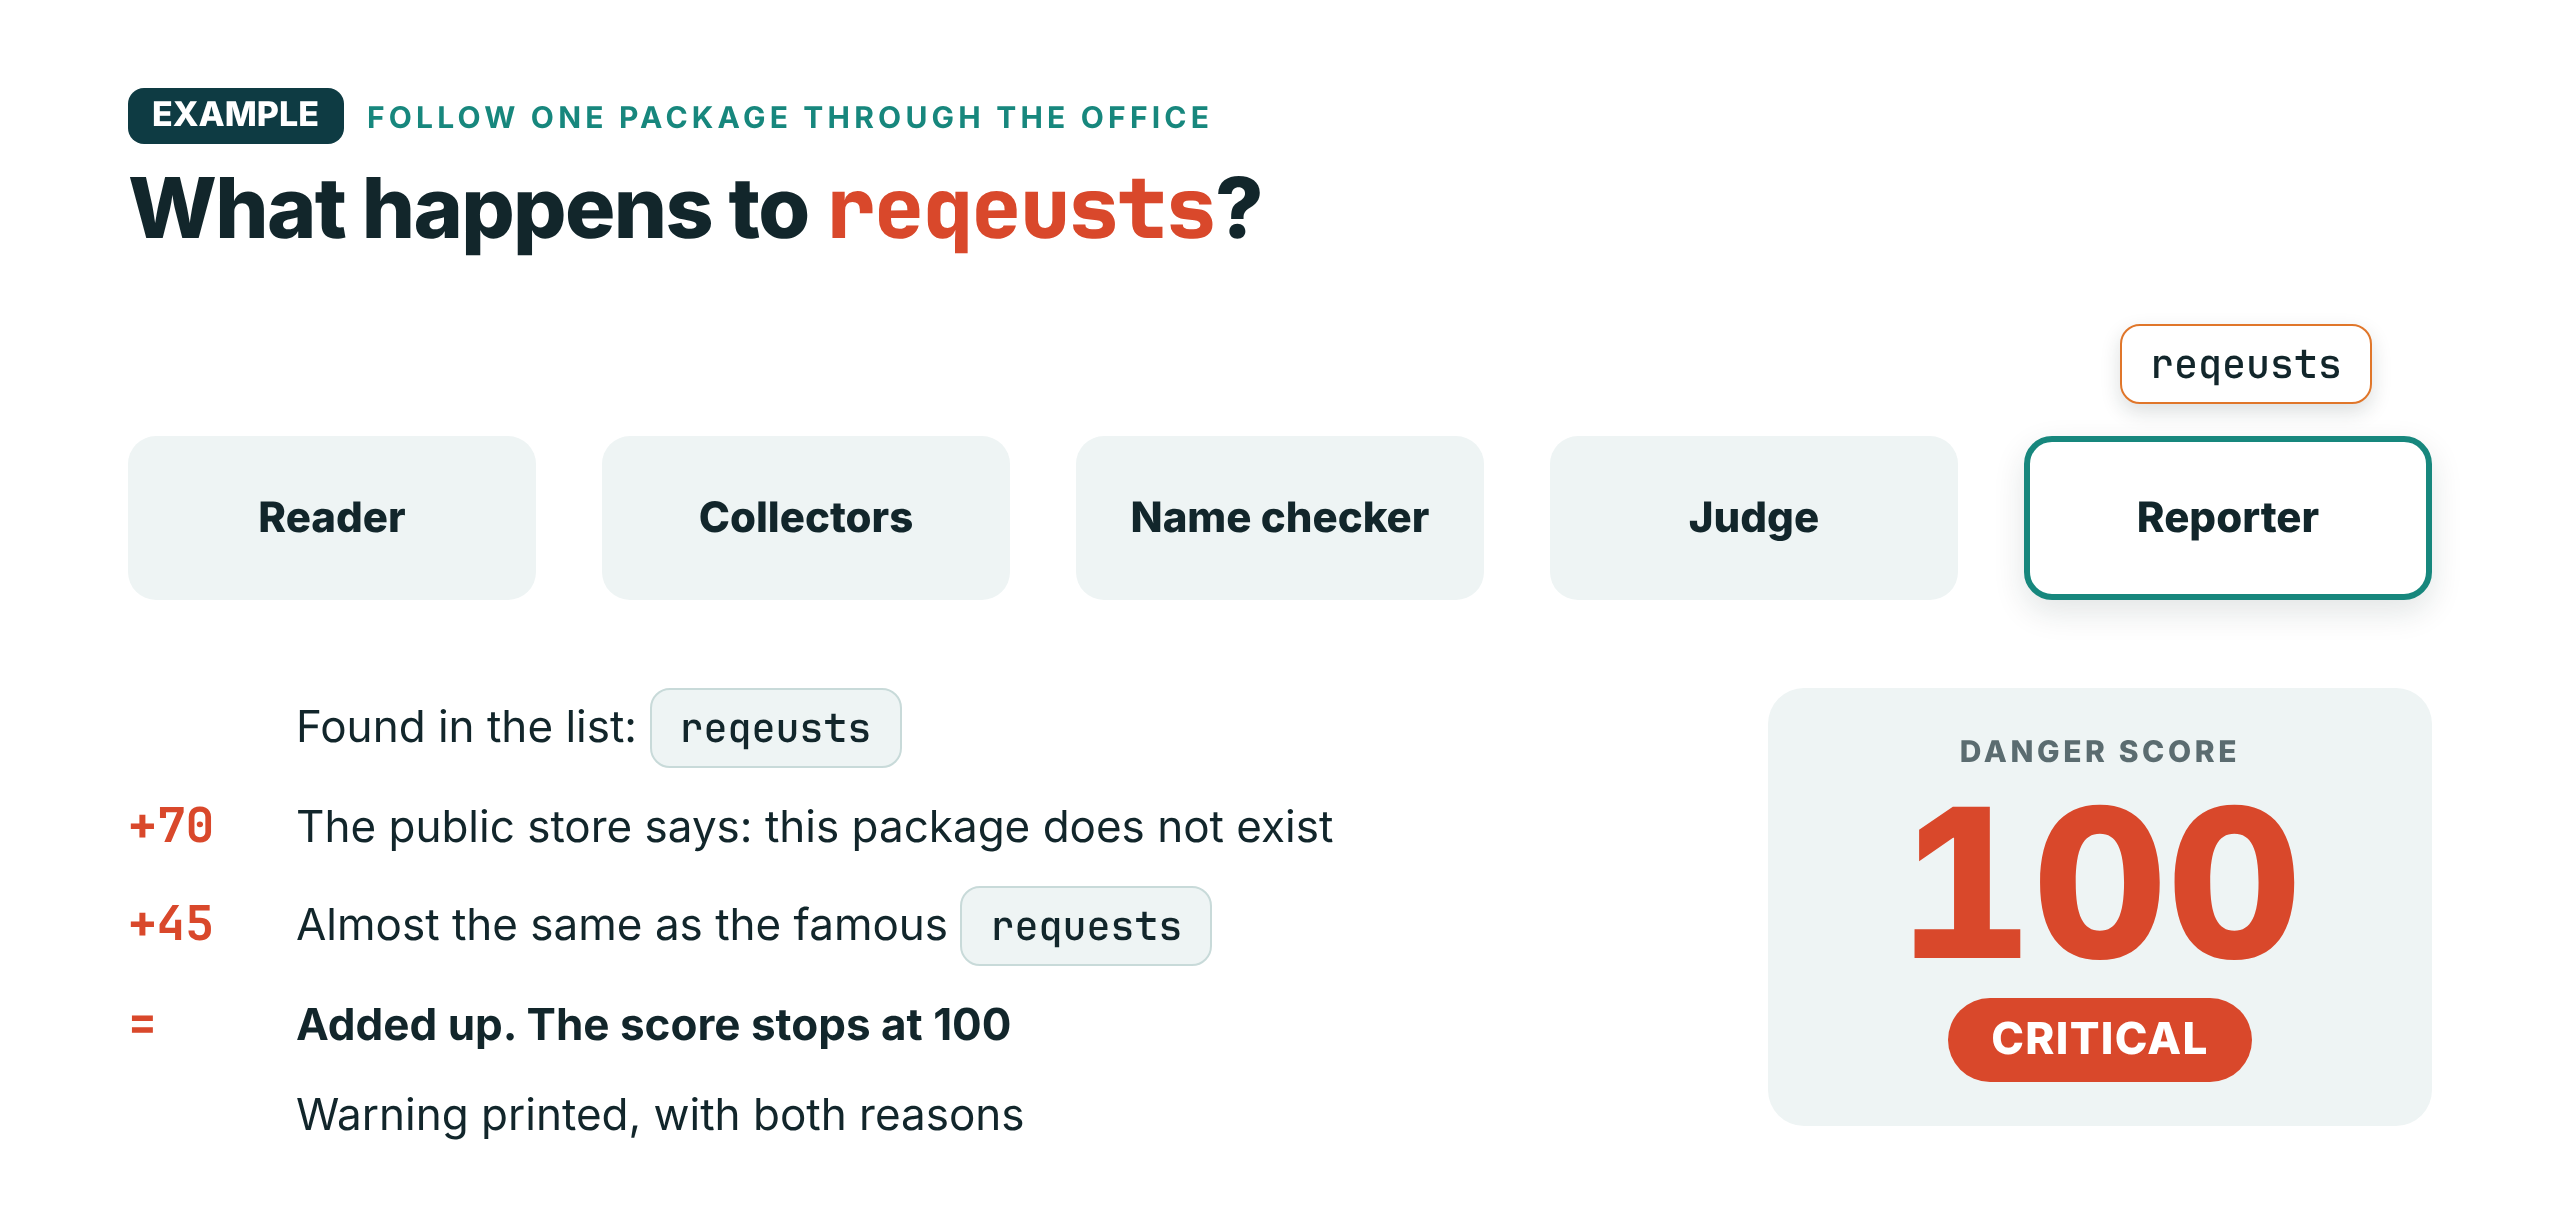 EXAMPLE FOLLOW ONE PACKAGE THROUGH THE OFFICE
What happens to reqeusts?
reqeusts
Reader Collectors Name checker Judge Reporter
Found in the list: reqeusts
+70 The public store says: this package does not exist
+45 Almost the same as the famous requests
= Added up. The score stops at 100
Warning printed, with both reasons
DANGER SCORE
100
CRITICAL